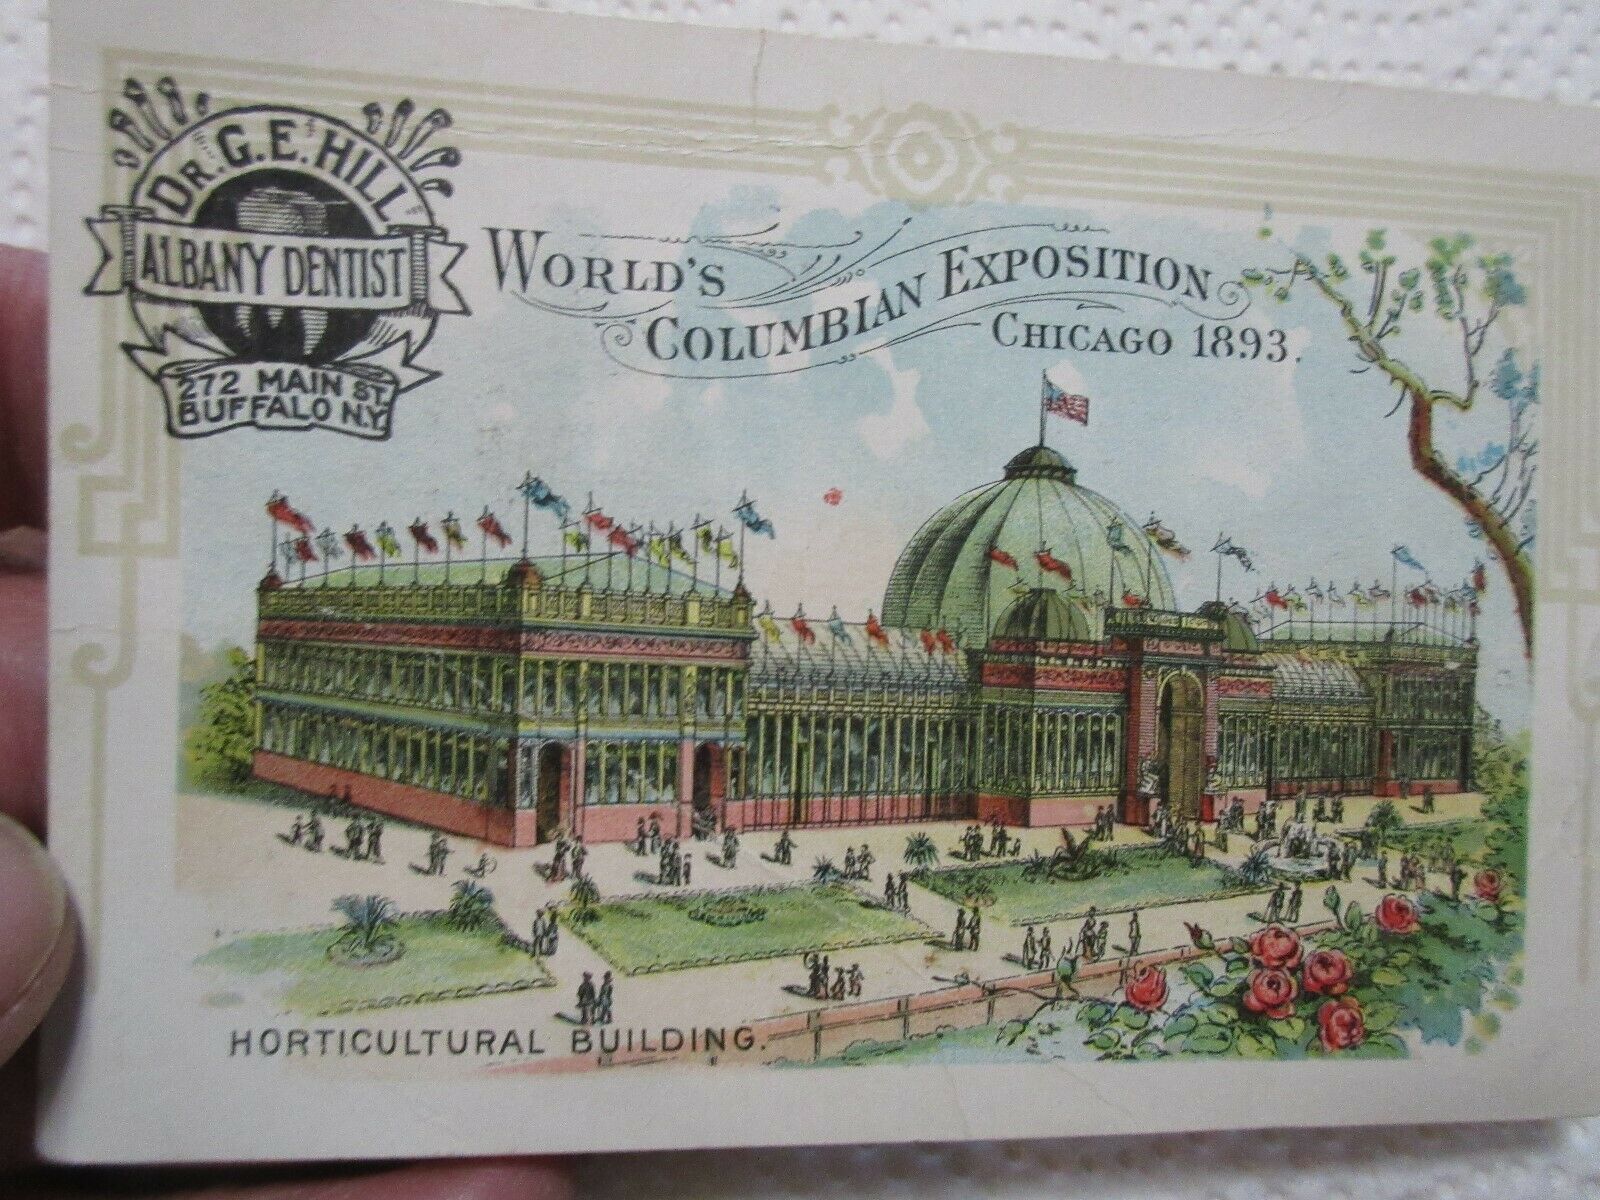 DR. G. E. HILL
ALBANY DENTIST
272 MAIN ST.
BUFFALO N.Y.
WORLD'S
COLUMBIAN EXPOSITION
CHICAGO 1893.
HORTICULTURAL BUILDING.